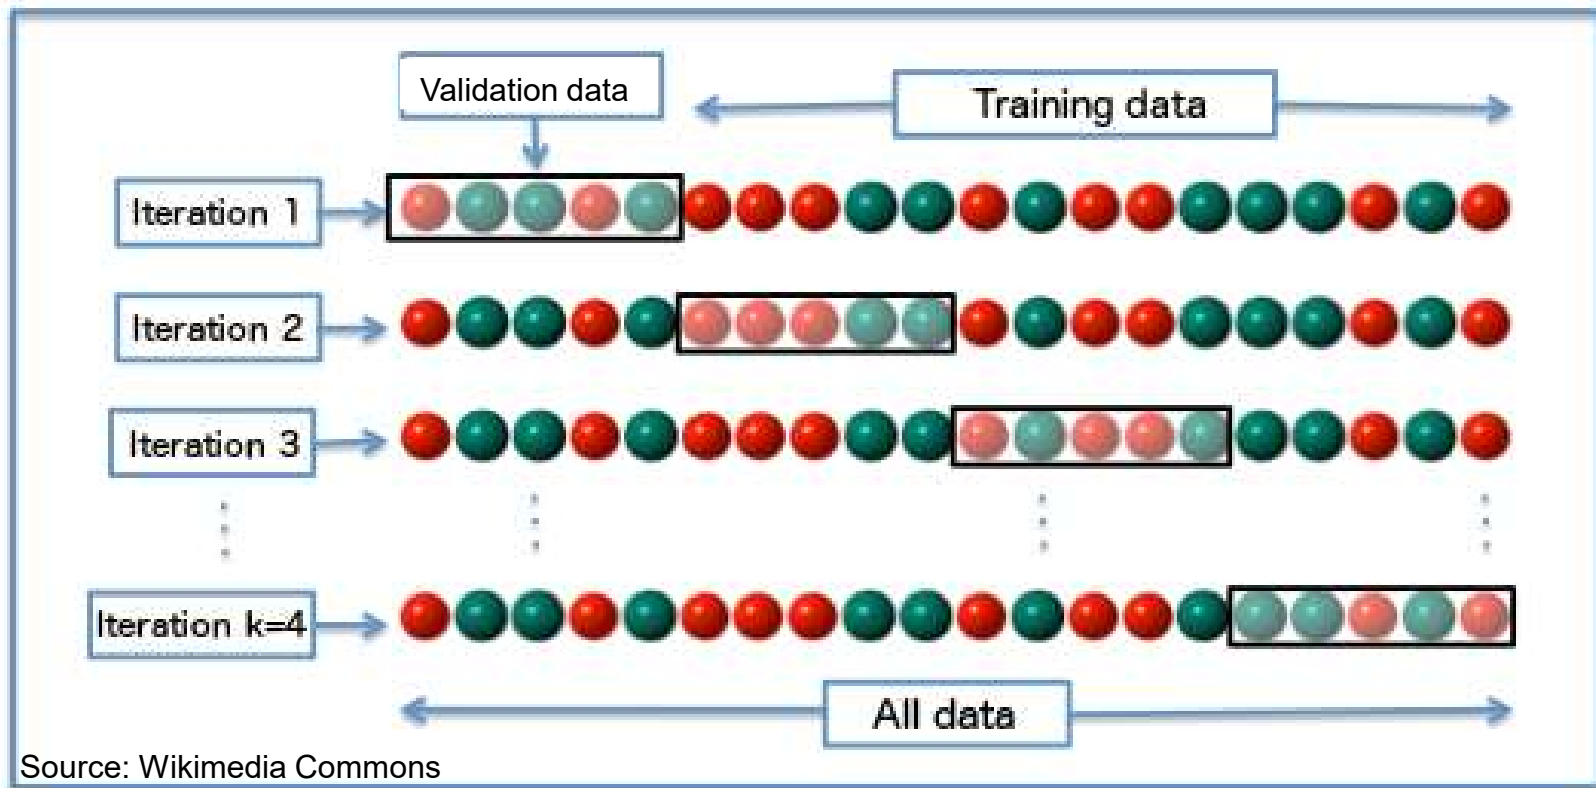 Validation data
Training data
Iteration 1
Iteration 2
Iteration 3
Iteration k=4
All data
Source: Wikimedia Commons